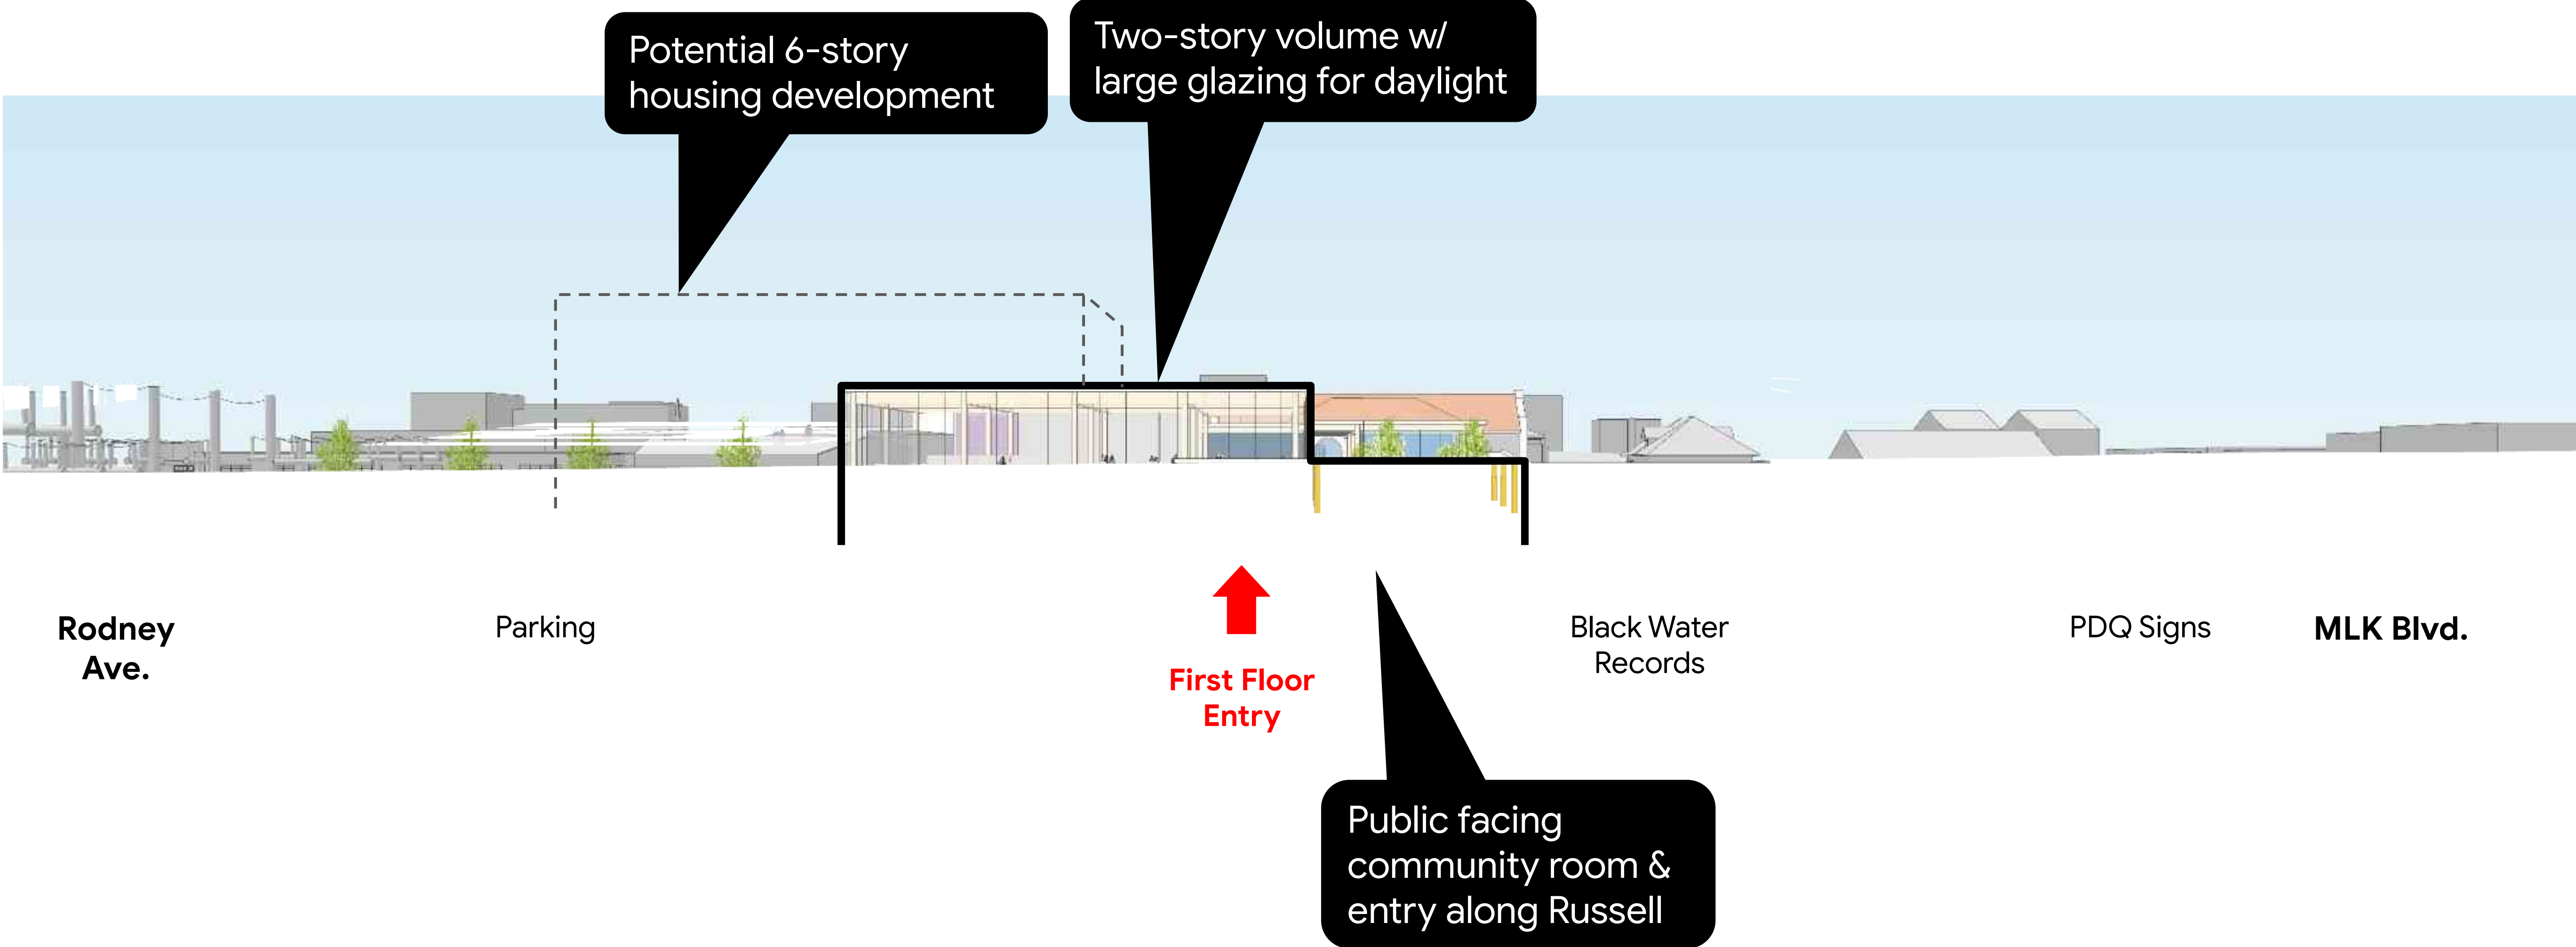 Potential 6-story
housing development
Two-story volume w/
large glazing for daylight
Rodney
Ave.
Parking
First Floor
Entry
Black Water
Records
PDQ Signs
MLK Blvd.
Public facing
community room &
entry along Russell